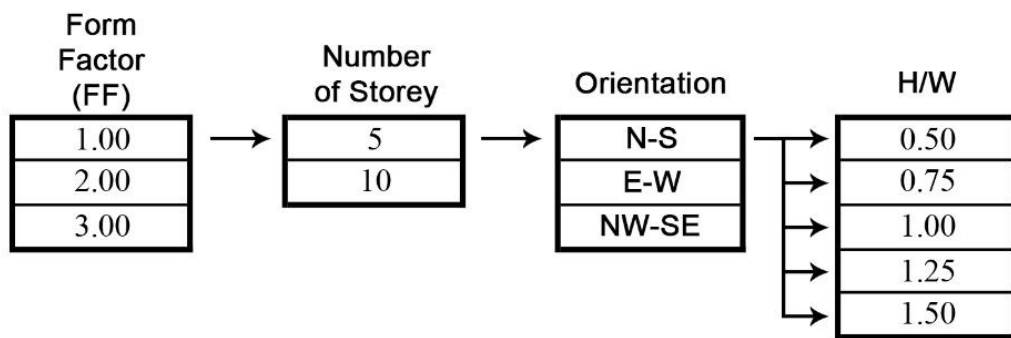 Form
Factor
(FF)
1.00
2.00
3.00
Number
of Storey
5
10
Orientation
N-S
E-W
NW-SE
H/W
0.50
0.75
1.00
1.25
1.50